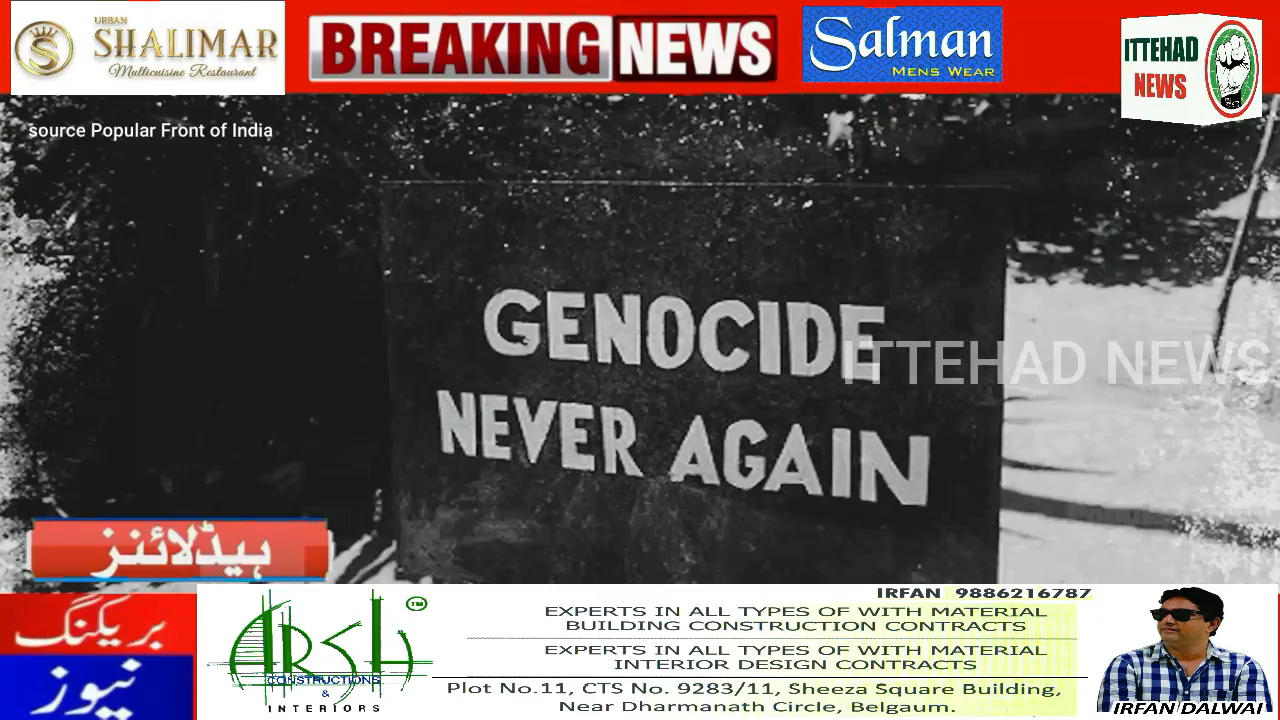 URBAN
SHALIMAR
Multicuisine Restaurant
BREAKING NEWS
Salman
MENS WEAR
ITTEHAD
NEWS
source Popular Front of India
GENOCIDE
NEVER AGAIN
ITTEHAD NEWS
ہیڈلائنز
بریکنگ
نیوز
ARSH
TM
CONSTRUCTIONS
&
INTERIORS
IRFAN 9886216787
EXPERTS IN ALL TYPES OF WITH MATERIAL
BUILDING CONSTRUCTION CONTRACTS
EXPERTS IN ALL TYPES OF WITH MATERIAL
INTERIOR DESIGN CONTRACTS
Plot No.11, CTS No. 9283/11, Sheeza Square Building,
Near Dharmanath Circle, Belgaum.
IRFAN DALWAI